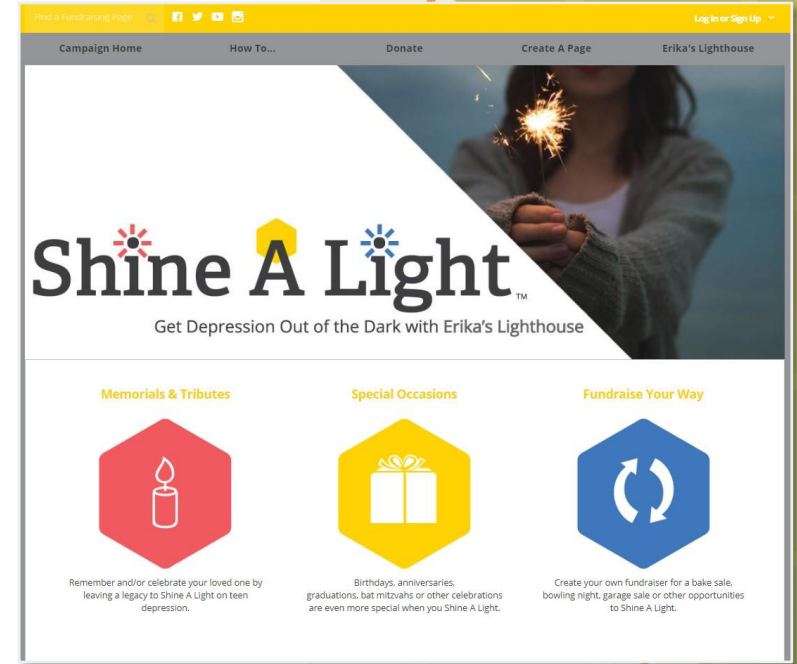 Find a Fundraising Page
Log In or Sign Up
Campaign Home
How To...
Donate
Create A Page
Erika's Lighthouse
Shine A Light™
Get Depression Out of the Dark with Erika's Lighthouse
Memorials & Tributes
Remember and/or celebrate your loved one by
leaving a legacy to Shine A Light on teen
depression.
Special Occasions
Birthdays, anniversaries,
graduations, bat mitzvahs or other celebrations
are even more special when you Shine A Light.
Fundraise Your Way
Create your own fundraiser for a bake sale,
bowling night, garage sale or other opportunities
to Shine A Light.